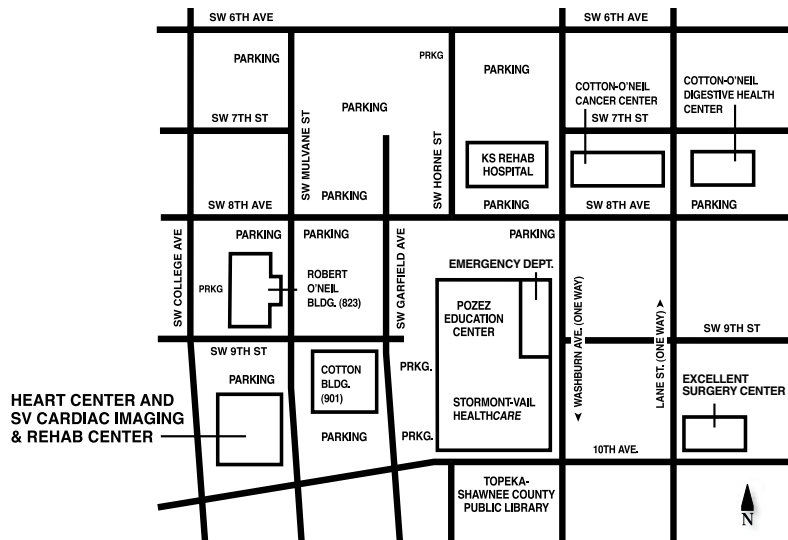 SW 6TH AVE
SW 6TH AVE
PARKING
PRKG
PARKING
COTTON-O'NEIL
CANCER CENTER
COTTON-O'NEIL
DIGESTIVE HEALTH
CENTER
PARKING
SW 7TH ST
SW 7TH ST
SW MULVANE ST
SW HORNE ST
KS REHAB
HOSPITAL
PARKING
SW 8TH AVE
PARKING
SW 8TH AVE
PARKING
SW COLLEGE AVE
PARKING
PARKING
SW GARFIELD AVE
PARKING
EMERGENCY DEPT.
ROBERT
O'NEIL
BLDG. (823)
PRKG
POZEZ
EDUCATION
CENTER
WASHBURN AVE. (ONE WAY)
LANE ST. (ONE WAY)
SW 9TH ST
SW 9TH ST
PARKING
COTTON
BLDG.
(901)
PRKG.
EXCELLENT
SURGERY CENTER
HEART CENTER AND
SV CARDIAC IMAGING
& REHAB CENTER
STORMONT-VAIL
HEALTHCARE
PARKING
PRKG.
10TH AVE.
TOPEKA-
SHAWNEE COUNTY
PUBLIC LIBRARY
N